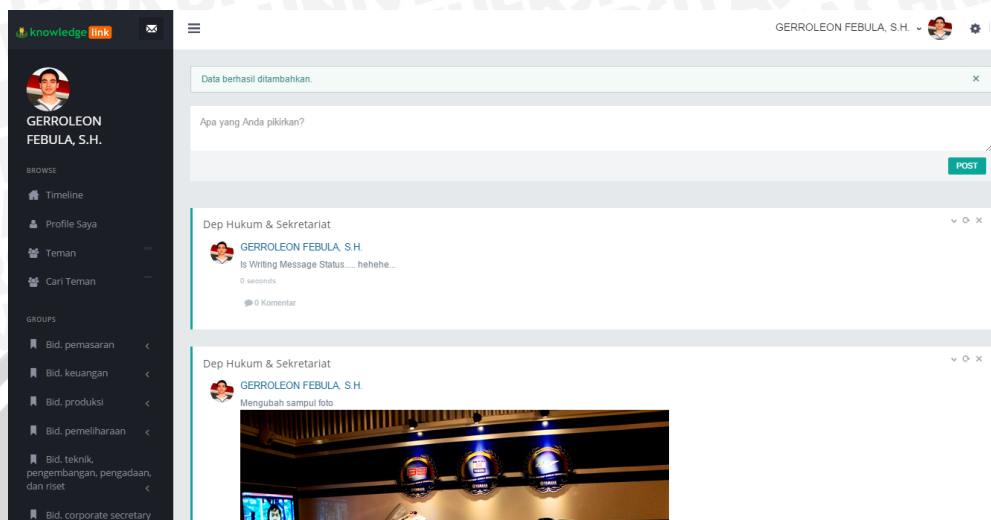 knowledge link
GERROLEON FEBULA, S.H.
GERROLEON
FEBULA, S.H.
BROWSE
Timeline
Profile Saya
Teman
Cari Teman
GROUPS
Bid. pemasaran
Bid. keuangan
Bid. produksi
Bid. pemeliharaan
Bid. teknik,
pengembangan, pengadaan,
dan riset
Bid. corporate secretary
Data berhasil ditambahkan.
Apa yang Anda pikirkan?
POST
Dep Hukum & Sekretariat
GERROLEON FEBULA, S.H.
Is Writing Message Status..... hehehe...
0 seconds
0 Komentar
Dep Hukum & Sekretariat
GERROLEON FEBULA, S.H.
Mengubah sampul foto